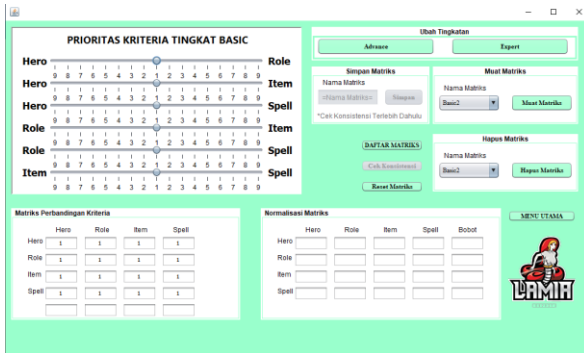 PRIORITAS KRITERIA TINGKAT BASIC
Hero Role
9 8 7 6 5 4 3 2 1 2 3 4 5 6 7 8 9
Hero Item
9 8 7 6 5 4 3 2 1 2 3 4 5 6 7 8 9
Hero Spell
9 8 7 6 5 4 3 2 1 2 3 4 5 6 7 8 9
Role Item
9 8 7 6 5 4 3 2 1 2 3 4 5 6 7 8 9
Role Spell
9 8 7 6 5 4 3 2 1 2 3 4 5 6 7 8 9
Item Spell
9 8 7 6 5 4 3 2 1 2 3 4 5 6 7 8 9
Ubah Tingkatan
Advance Expert
Simpan Matriks
Nama Matriks
=Nama Matriks= Simpan
*Cek Konsistensi Terlebih Dahulu
Muat Matriks
Nama Matriks
Basic2 Muat Matriks
DAFTAR MATRIKS
Cek Konsistensi
Reset Matriks
Hapus Matriks
Nama Matriks
Basic2 Hapus Matriks
Matriks Perbandingan Kriteria
Hero Role Item Spell
Hero 1 1 1 1
Role 1 1 1 1
Item 1 1 1 1
Spell 1 1 1 1
Normalisasi Matriks
Hero Role Item Spell Bobot
Hero
Role
Item
Spell
MENU UTAMA
LAMIA